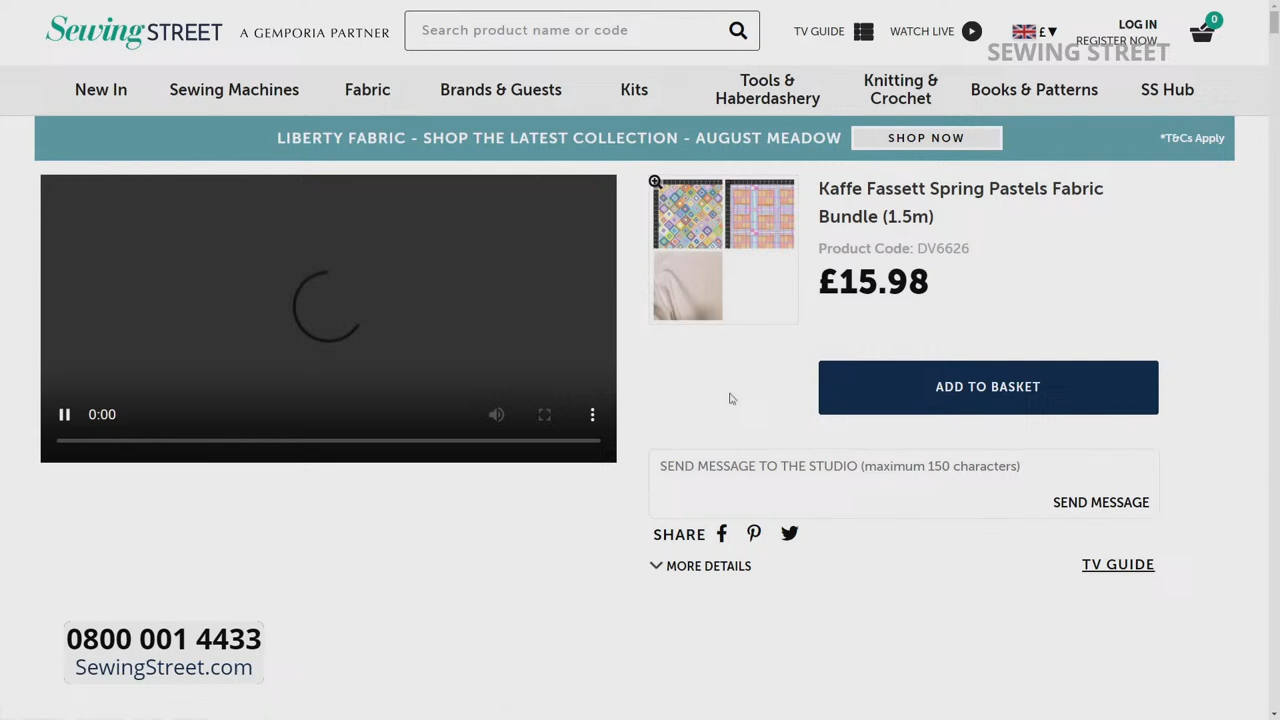 Sewing STREET A GEMPORIA PARTNER
Search product name or code
TV GUIDE
WATCH LIVE
£
LOG IN
REGISTER NOW
0
SEWING STREET
New In
Sewing Machines
Fabric
Brands & Guests
Kits
Tools &
Haberdashery
Knitting &
Crochet
Books & Patterns
SS Hub
LIBERTY FABRIC - SHOP THE LATEST COLLECTION - AUGUST MEADOW
SHOP NOW
*T&Cs Apply
Kaffe Fassett Spring Pastels Fabric
Bundle (1.5m)
Product Code: DV6626
£15.98
0:00
ADD TO BASKET
SEND MESSAGE TO THE STUDIO (maximum 150 characters)
SEND MESSAGE
SHARE
MORE DETAILS
TV GUIDE
0800 001 4433
SewingStreet.com